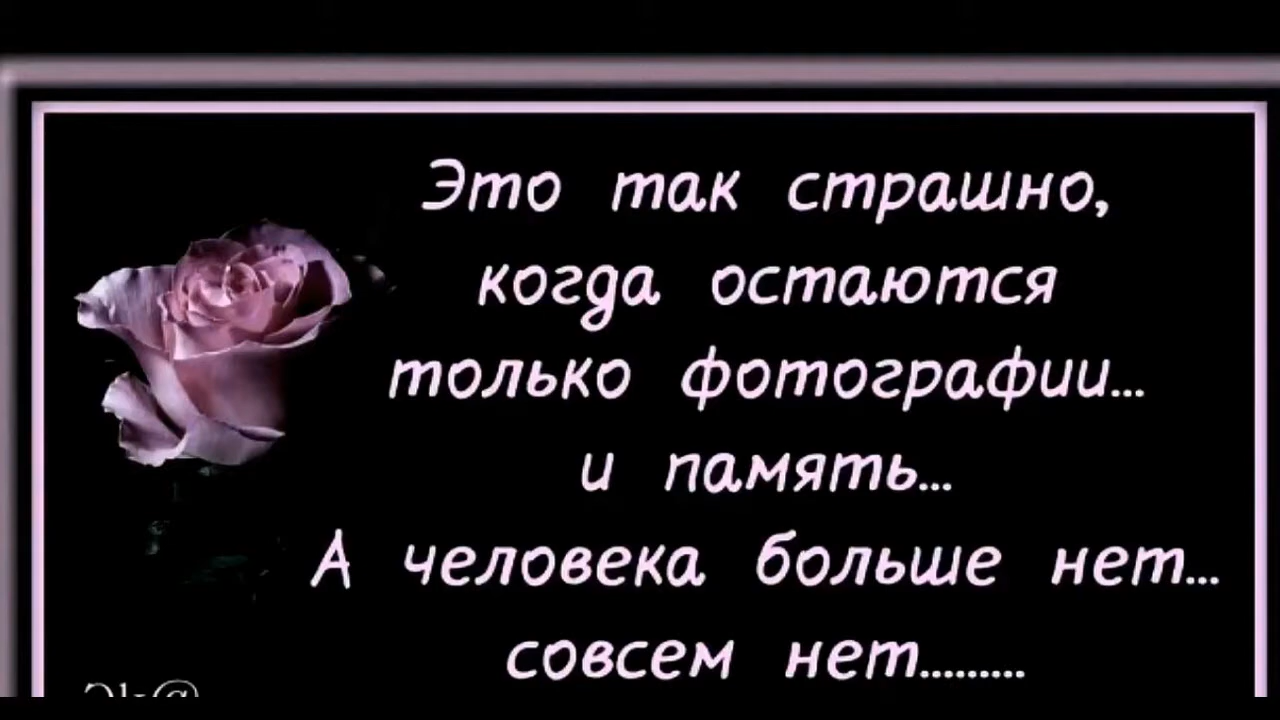 Это так страшно,
когда остаются
только фотографии...
и память...
А человека больше нет...
совсем нет.........